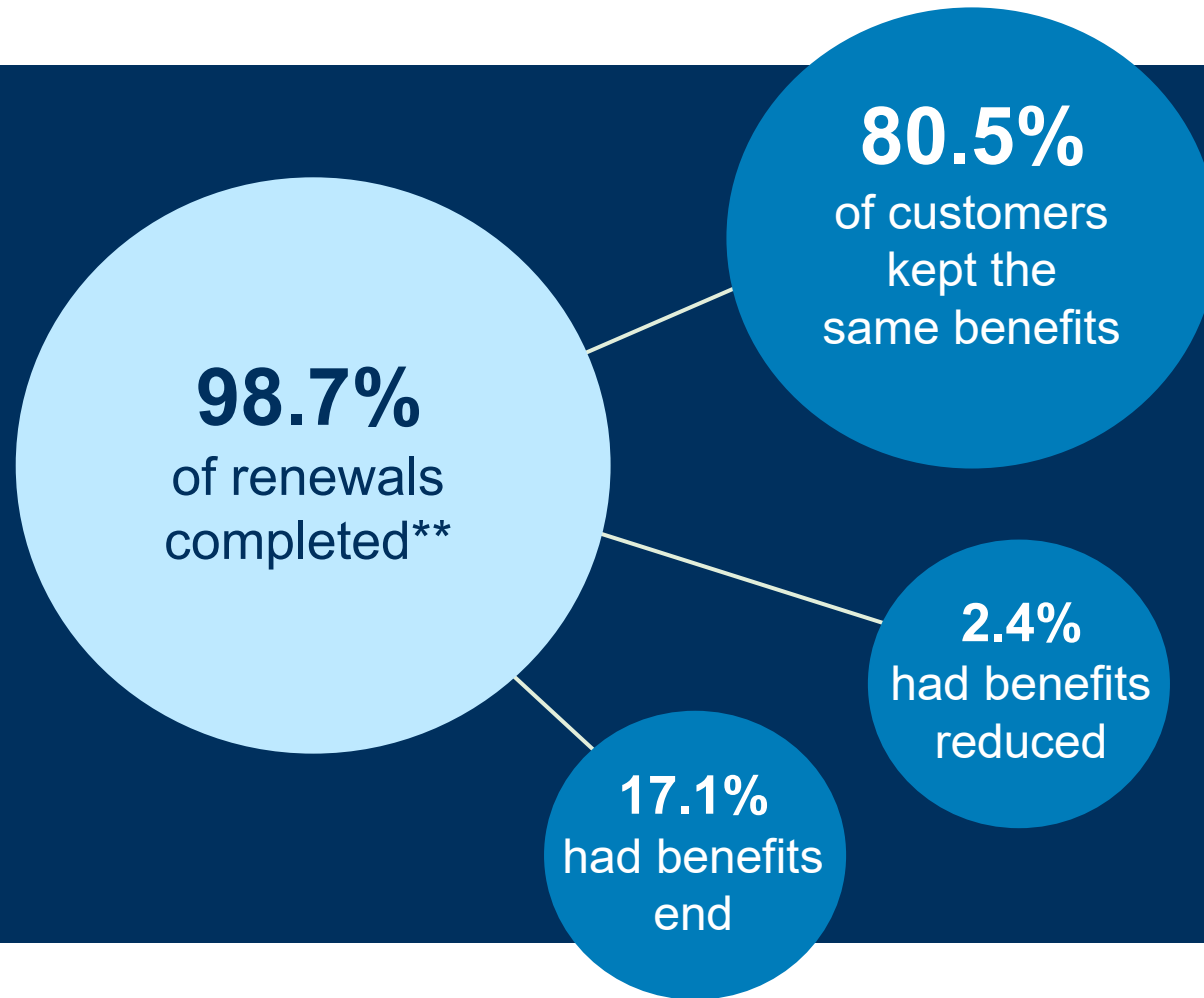 98.7%
of renewals
completed**
80.5%
of customers
kept the
same benefits
2.4%
had benefits
reduced
17.1%
had benefits
end